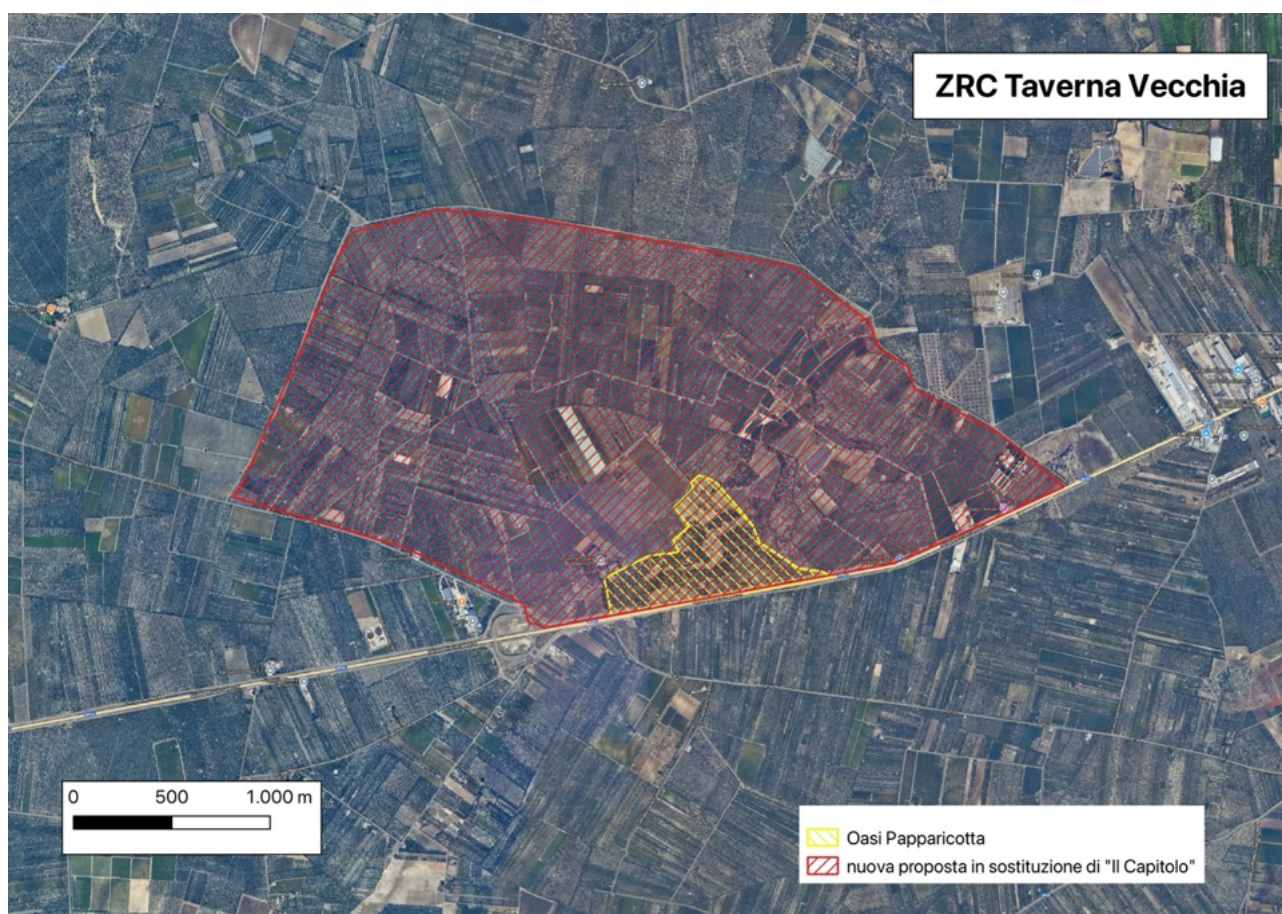 ZRC Taverna Vecchia
0 500 1.000 m
Oasi Papparicotta
nuova proposta in sostituzione di "Il Capitolo"